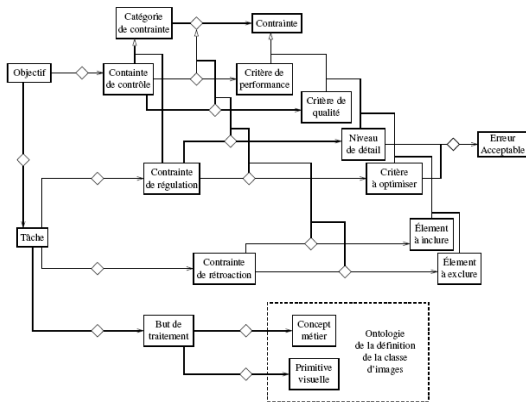 Catégorie
de contrainte
Contrainte
Objectif
Containte
de contrôle
Critère de
performance
Critère de
qualité
Niveau
de détail
Erreur
Acceptable
Contrainte
de régulation
Critère
à optimiser
Tâche
Élement
à inclure
Contrainte
de rétroaction
Élement
à exclure
But de
traitement
Concept
métier
Ontologie
de la définition
de la classe
d'images
Primitive
visuelle